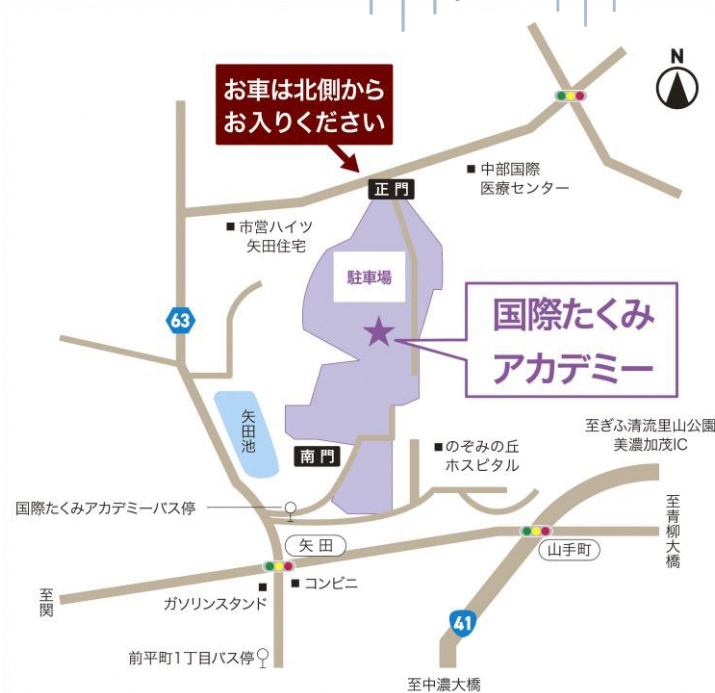 お車は北側から
お入りください
N
正門
中部国際
医療センター
市営ハイツ
矢田住宅
駐車場
国際たくみ
アカデミー
63
矢田池
南門
のぞみの丘
ホスピタル
至ぎふ清流里山公園
美濃加茂IC
国際たくみアカデミーバス停
矢田
山手町
至青柳大橋
至関
ガソリンスタンド
コンビニ
41
前平町1丁目バス停
至中濃大橋